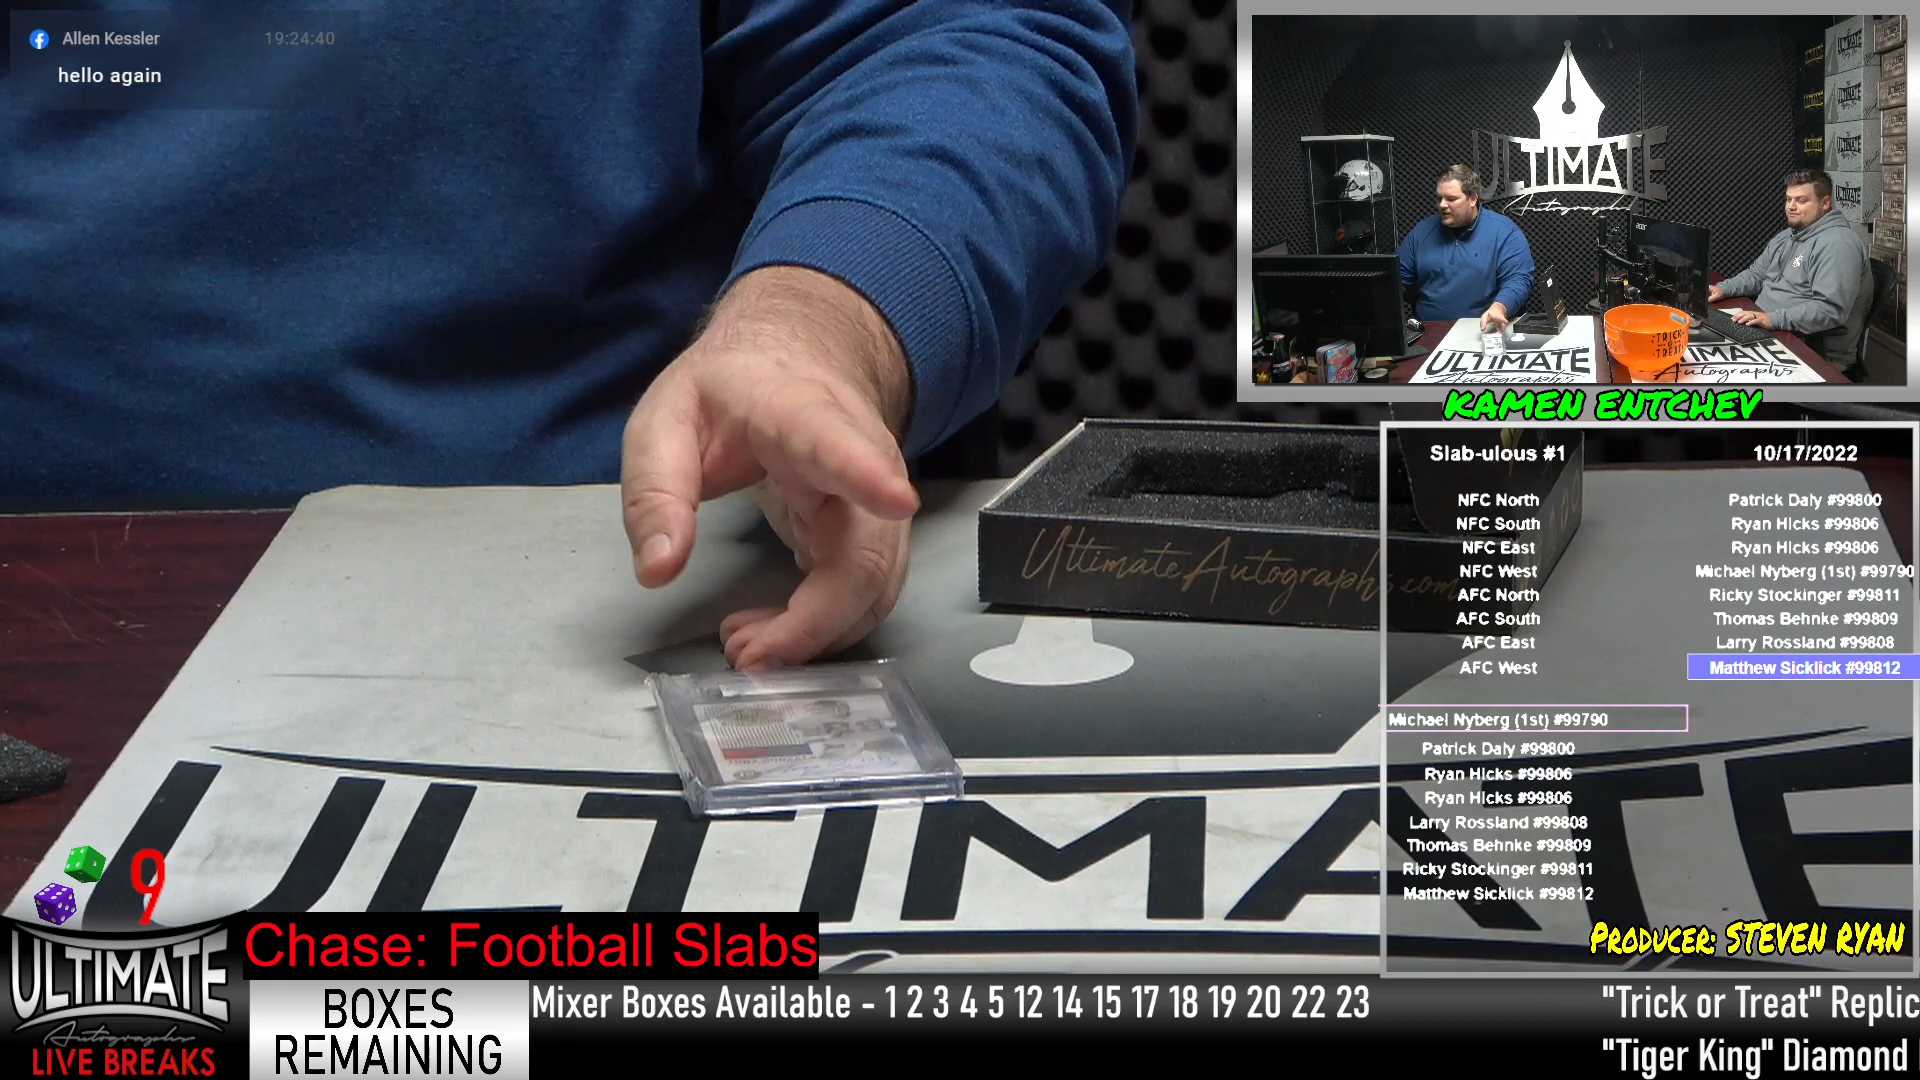 Allen Kessler 19:24:40
hello again
ULTIMATE
Autographs
TRICK
TREAT
ULTIMATE
Autographs
KAMEN ENTCHEV
Slab-ulous #1 10/17/2022
NFC North Patrick Daly #99800
NFC South Ryan Hicks #99806
NFC East Ryan Hicks #99806
NFC West Michael Nyberg (1st) #99790
AFC North Ricky Stockinger #99811
AFC South Thomas Behnke #99809
AFC East Larry Rossland #99808
AFC West Matthew Sicklick #99812
Michael Nyberg (1st) #99790
Patrick Daly #99800
Ryan Hicks #99806
Ryan Hicks #99806
Larry Rossland #99808
Thomas Behnke #99809
Ricky Stockinger #99811
Matthew Sicklick #99812
Producer: STEVEN RYAN
UltimateAutographs.com
ULTIMATE
9
ULTIMATE
Autographs
LIVE BREAKS
Chase: Football Slabs
BOXES
REMAINING
Mixer Boxes Available - 1 2 3 4 5 12 14 15 17 18 19 20 22 23
"Trick or Treat" Replic
"Tiger King" Diamond